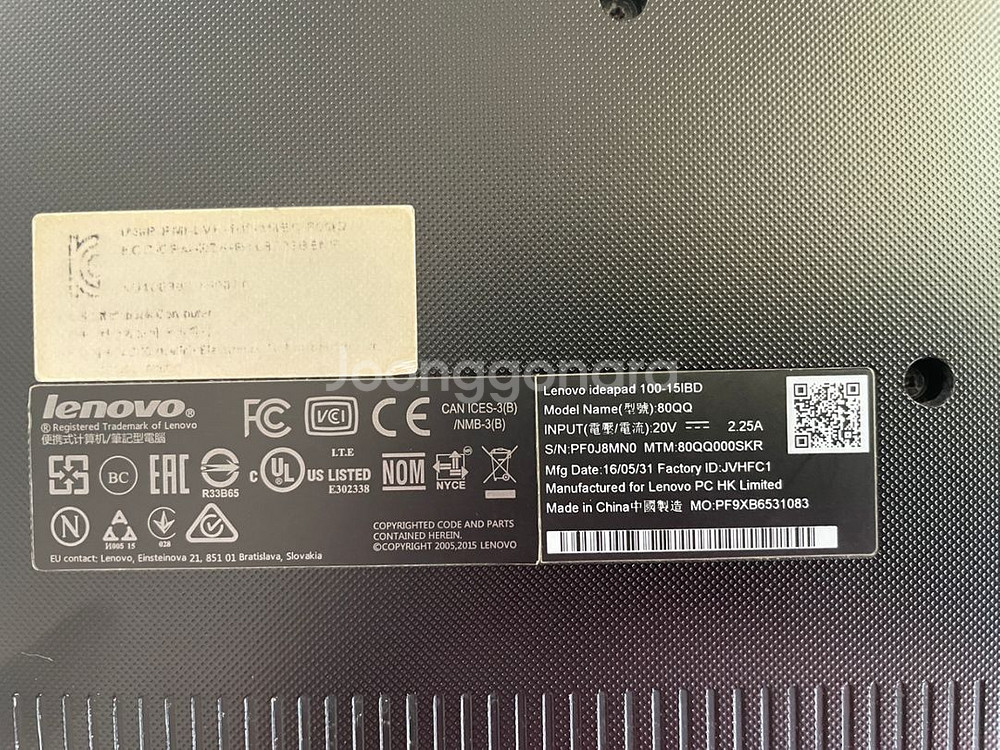 Book Computer
Joonggonara
lenovo®
® Registered Trademark of Lenovo
便携式计算机/筆記型電腦
FC
VCI
CE
CAN ICES-3(B)
/NMB-3(B)
BC
EAC
R33B65
c UL US LISTED
I.T.E
E302338
NOM
NYCE
N
H005 15
028
COPYRIGHTED CODE AND PARTS
CONTAINED HEREIN.
©COPYRIGHT 2005,2015 LENOVO
EU contact: Lenovo, Einsteinova 21, 851 01 Bratislava, Slovakia
Lenovo ideapad 100-15IBD
Model Name(型號):80QQ
INPUT(電壓/電流):20V ⎓ 2.25A
S/N:PF0J8MN0 MTM:80QQ000SKR
Mfg Date:16/05/31 Factory ID:JVHFC1
Manufactured for Lenovo PC HK Limited
Made in China中國製造 MO:PF9XB6531083